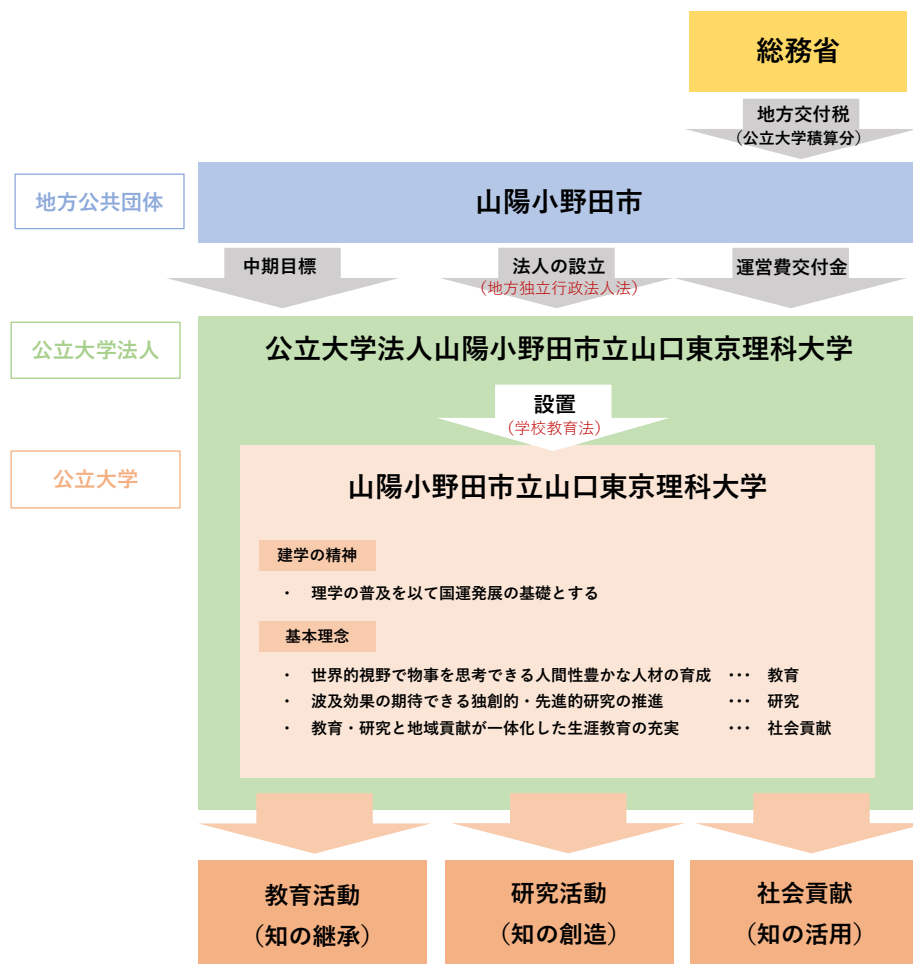 総務省
地方交付税
（公立大学積算分）
地方公共団体
山陽小野田市
中期目標
法人の設立
（地方独立行政法人法）
運営費交付金
公立大学法人
公立大学法人山陽小野田市立山口東京理科大学
設置
（学校教育法）
公立大学
山陽小野田市立山口東京理科大学
建学の精神
・ 理学の普及を以て国運発展の基礎とする
基本理念
・ 世界的視野で物事を思考できる人間性豊かな人材の育成 ･･･ 教育
・ 波及効果の期待できる独創的・先進的研究の推進 ･･･ 研究
・ 教育・研究と地域貢献が一体化した生涯教育の充実 ･･･ 社会貢献
教育活動
（知の継承）
研究活動
（知の創造）
社会貢献
（知の活用）